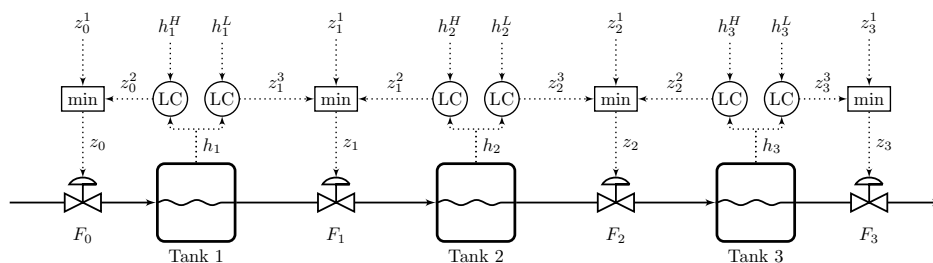 z_0^1 h_1^H h_1^L z_1^1 h_2^H h_2^L z_2^1 h_3^H h_3^L z_3^1
min z_0^2 LC LC z_1^3 min z_1^2 LC LC z_2^3 min z_2^2 LC LC z_3^3 min
z_0 h_1 z_1 h_2 z_2 h_3 z_3
F_0 F_1 F_2 F_3
Tank 1 Tank 2 Tank 3